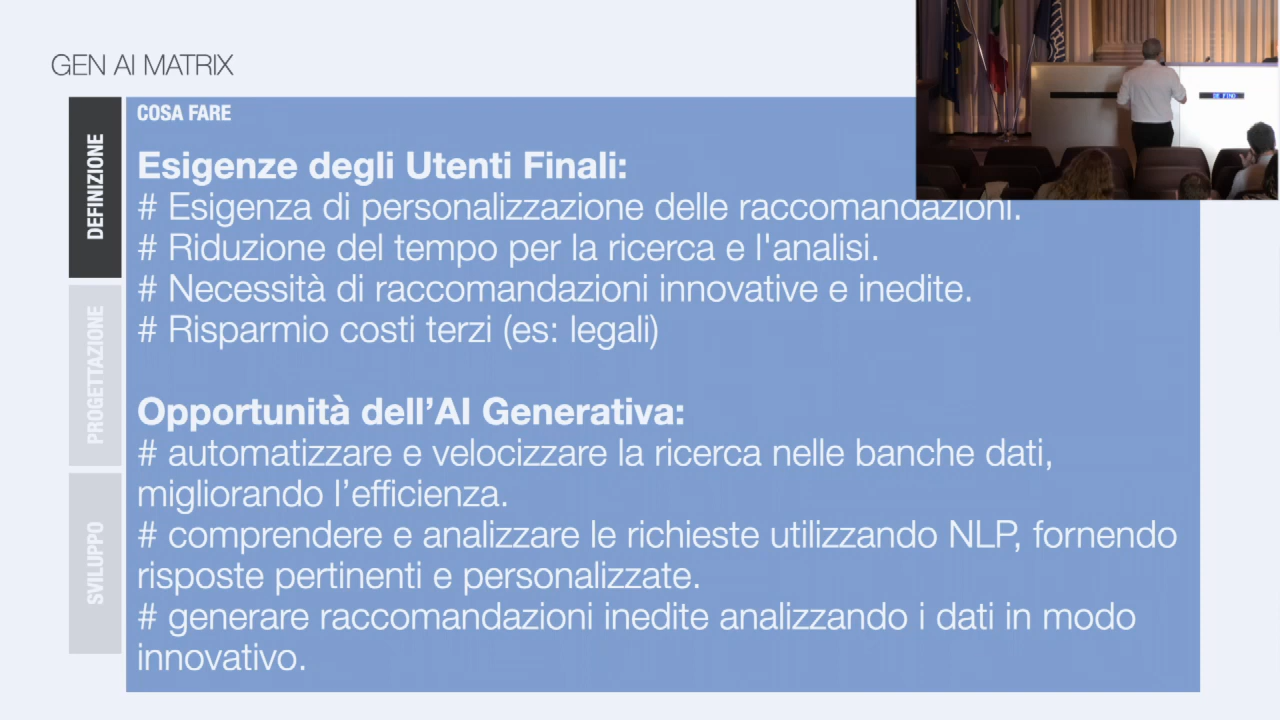 GEN AI MATRIX
DEFINIZIONE
PROGETTAZIONE
SVILUPPO
COSA FARE
Esigenze degli Utenti Finali:
# Esigenza di personalizzazione delle raccomandazioni.
# Riduzione del tempo per la ricerca e l'analisi.
# Necessità di raccomandazioni innovative e inedite.
# Risparmio costi terzi (es: legali)
Opportunità dell’AI Generativa:
# automatizzare e velocizzare la ricerca nelle banche dati,
migliorando l’efficienza.
# comprendere e analizzare le richieste utilizzando NLP, fornendo
risposte pertinenti e personalizzate.
# generare raccomandazioni inedite analizzando i dati in modo
innovativo.